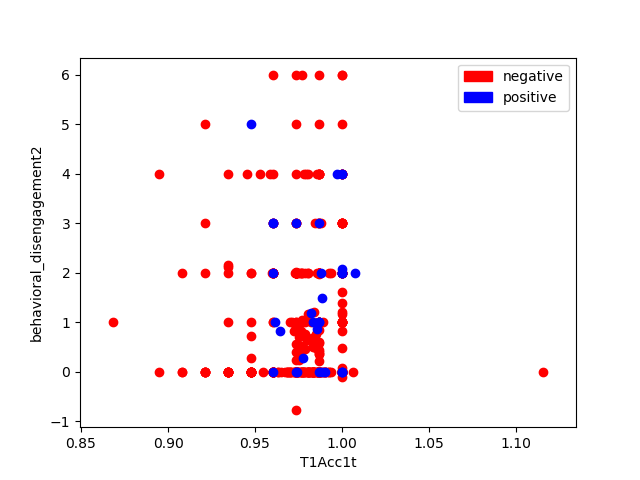 negative
positive
behavioral_disengagement2
6
5
4
3
2
1
0
−1
0.85 0.90 0.95 1.00 1.05 1.10
T1Acc1t